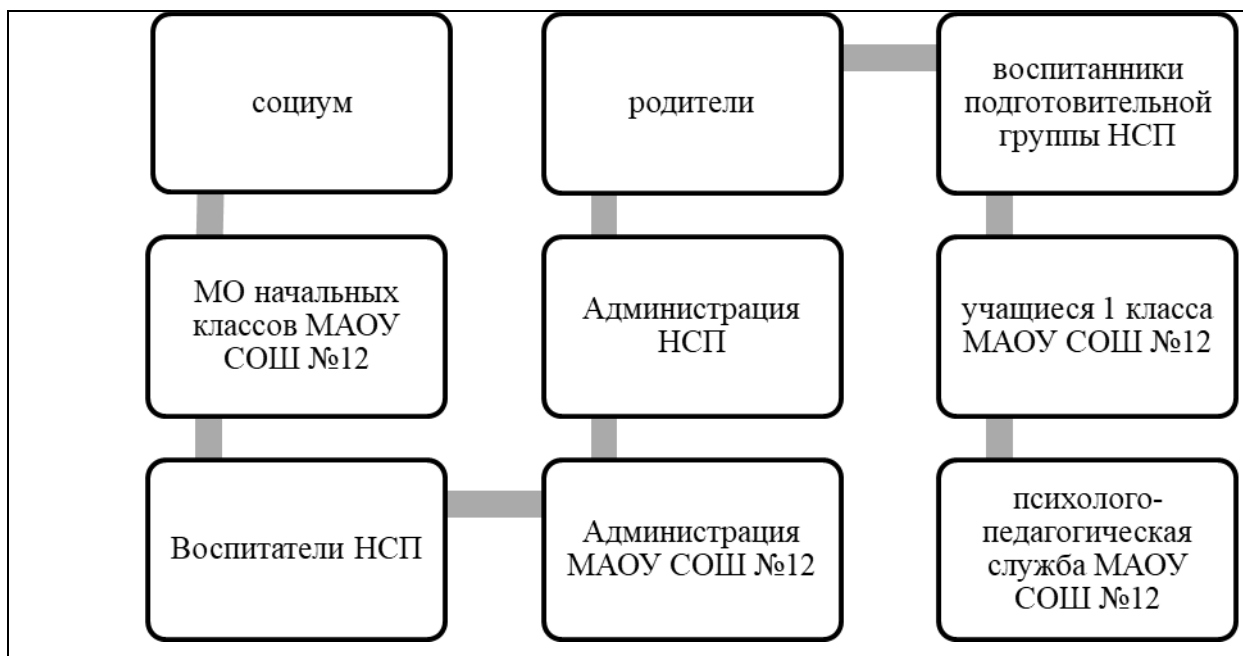 социум
МО начальных
классов МАОУ
СОШ №12
Воспитатели НСП
Администрация
МАОУ СОШ №12
Администрация
НСП
родители
воспитанники
подготовительной
группы НСП
учащиеся 1 класса
МАОУ СОШ №12
психолого-
педагогическая
служба МАОУ
СОШ №12